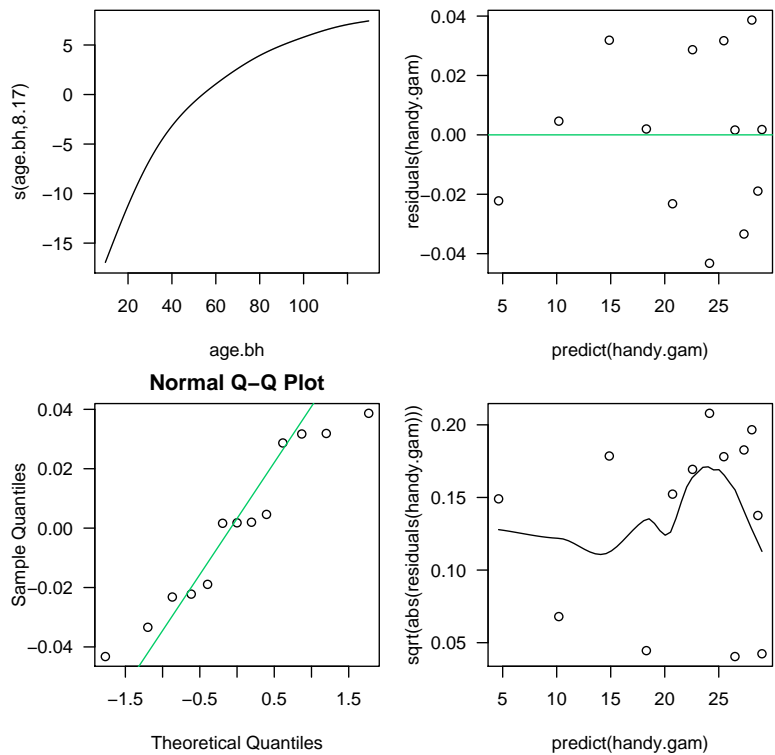 s(age.bh,8.17)
5
0
−5
−10
−15
20 40 60 80 100
age.bh
residuals(handy.gam)
0.04
0.02
0.00
−0.02
−0.04
5 10 15 20 25
predict(handy.gam)
Normal Q−Q Plot
Sample Quantiles
0.04
0.02
0.00
−0.02
−0.04
−1.5 −0.5 0.5 1.5
Theoretical Quantiles
sqrt(abs(residuals(handy.gam)))
0.20
0.15
0.10
0.05
5 10 15 20 25
predict(handy.gam)